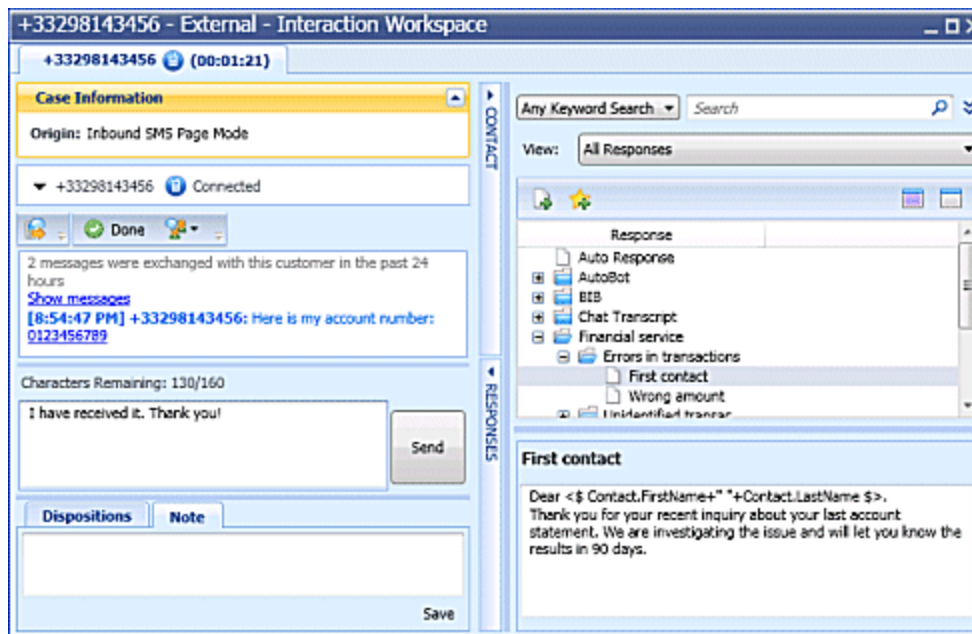 +33298143456 - External - Interaction Workspace
+33298143456 (00:01:21)
Case Information
Origin: Inbound SMS Page Mode
+33298143456 Connected
Done
2 messages were exchanged with this customer in the past 24
hours
Show messages
[8:54:47 PM] +33298143456: Here is my account number:
0123456789
Characters Remaining: 130/160
I have received it. Thank you!
Send
Dispositions Note
Save
CONTACT
RESPONSES
Any Keyword Search Search
View: All Responses
Response
Auto Response
AutoBot
BIB
Chat Transcript
Financial service
Errors in transactions
First contact
Wrong amount
Unidentified transac
First contact
Dear <$ Contact.FirstName+" "+Contact.LastName $>.
Thank you for your recent inquiry about your last account
statement. We are investigating the issue and will let you know the
results in 90 days.